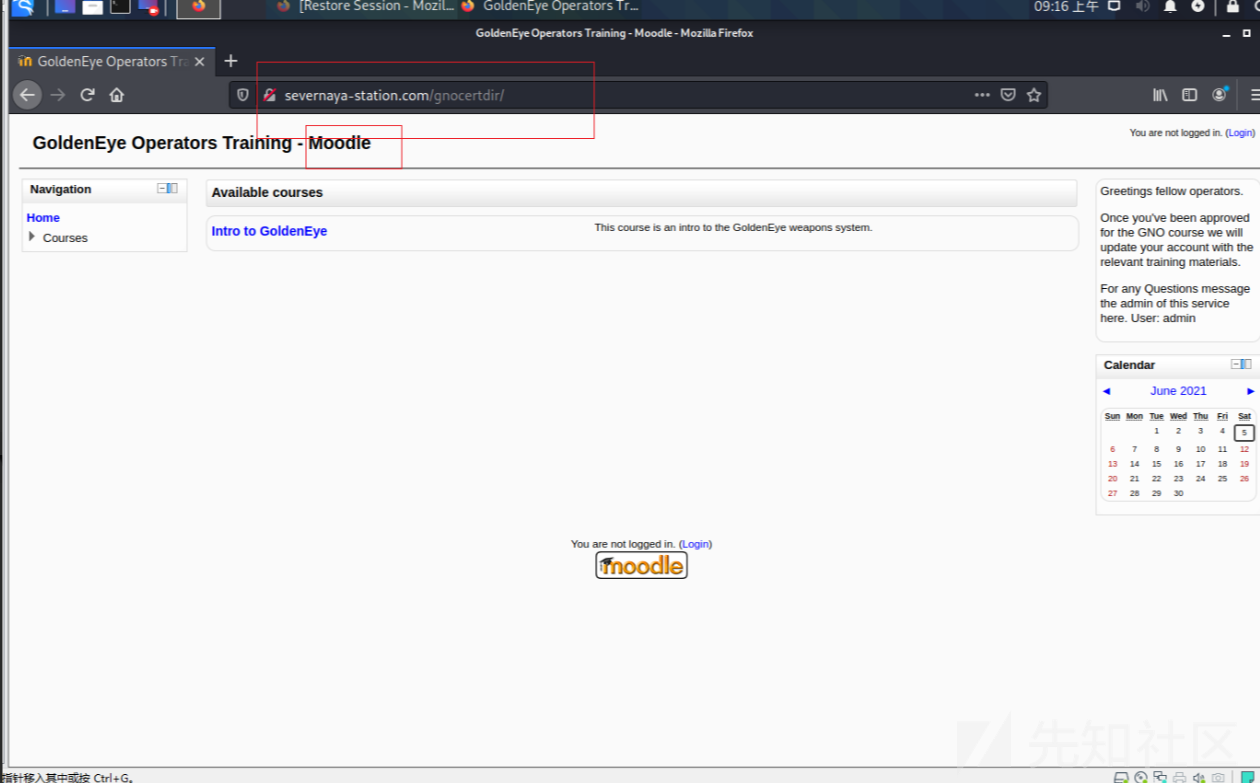 [Restore Session - Mozil...
GoldenEye Operators Tr...
09:16 上午
GoldenEye Operators Training - Moodle - Mozilla Firefox
GoldenEye Operators Tra
severnaya-station.com/gnocertdir/
GoldenEye Operators Training - Moodle
You are not logged in. (Login)
Navigation
Home
Courses
Available courses
Intro to GoldenEye
This course is an intro to the GoldenEye weapons system.
Greetings fellow operators.
Once you've been approved
for the GNO course we will
update your account with the
relevant training materials.
For any Questions message
the admin of this service
here. User: admin
Calendar
◄ June 2021 ►
Sun Mon Tue Wed Thu Fri Sat
1 2 3 4 5
6 7 8 9 10 11 12
13 14 15 16 17 18 19
20 21 22 23 24 25 26
27 28 29 30
You are not logged in. (Login)
moodle
先知社区
指针移入其中或按 Ctrl+G。